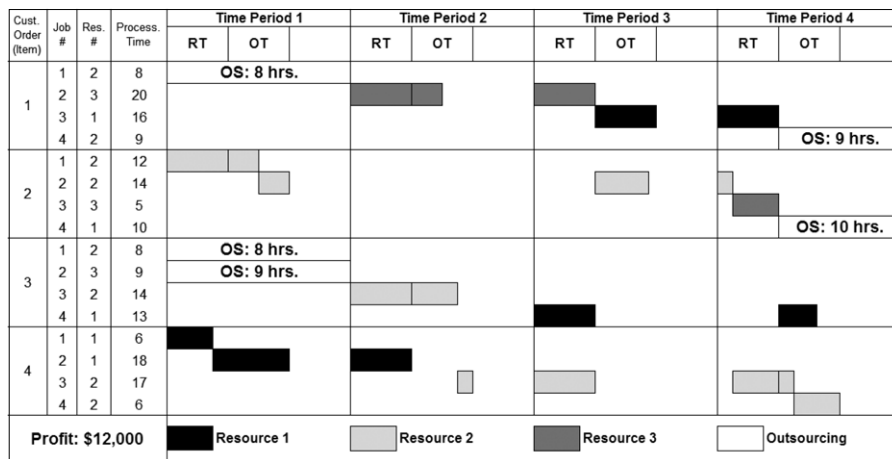 Cust. Order (Item) Job # Res. # Process. Time Time Period 1 Time Period 2 Time Period 3 Time Period 4
RT OT RT OT RT OT RT OT
1
1 2 8 OS: 8 hrs.
2 3 20
3 1 16
4 2 9 OS: 9 hrs.
2
1 2 12
2 2 14
3 3 5
4 1 10 OS: 10 hrs.
3
1 2 8 OS: 8 hrs.
2 3 9 OS: 9 hrs.
3 2 14
4 1 13
4
1 1 6
2 1 18
3 2 17
4 2 6
Profit: $12,000 Resource 1 Resource 2 Resource 3 Outsourcing